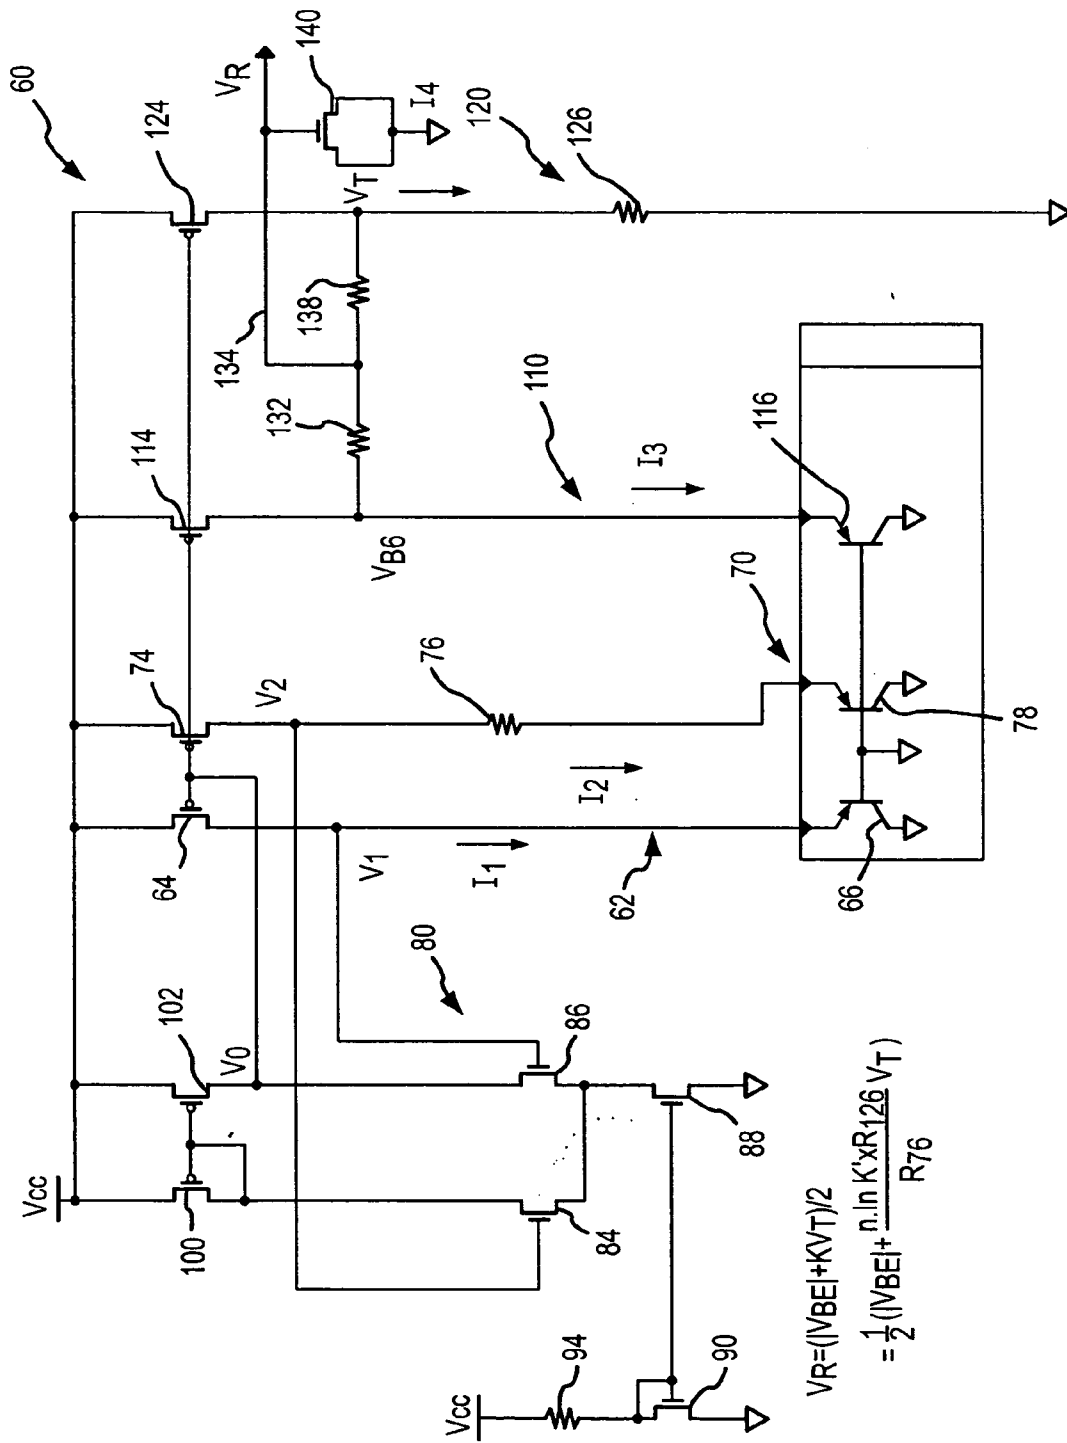 60
Vcc
100
102
V0
64
74
114
124
VR
134
140
I4
VT
138
132
120
126
V2
V1
VB6
76
I1
I2
110
I3
62
70
116
80
86
84
88
66
78
Vcc
94
90
VR=(|VBE|+KVT)/2
=1/2(|VBE|+n.ln K'xR126/R76 VT)